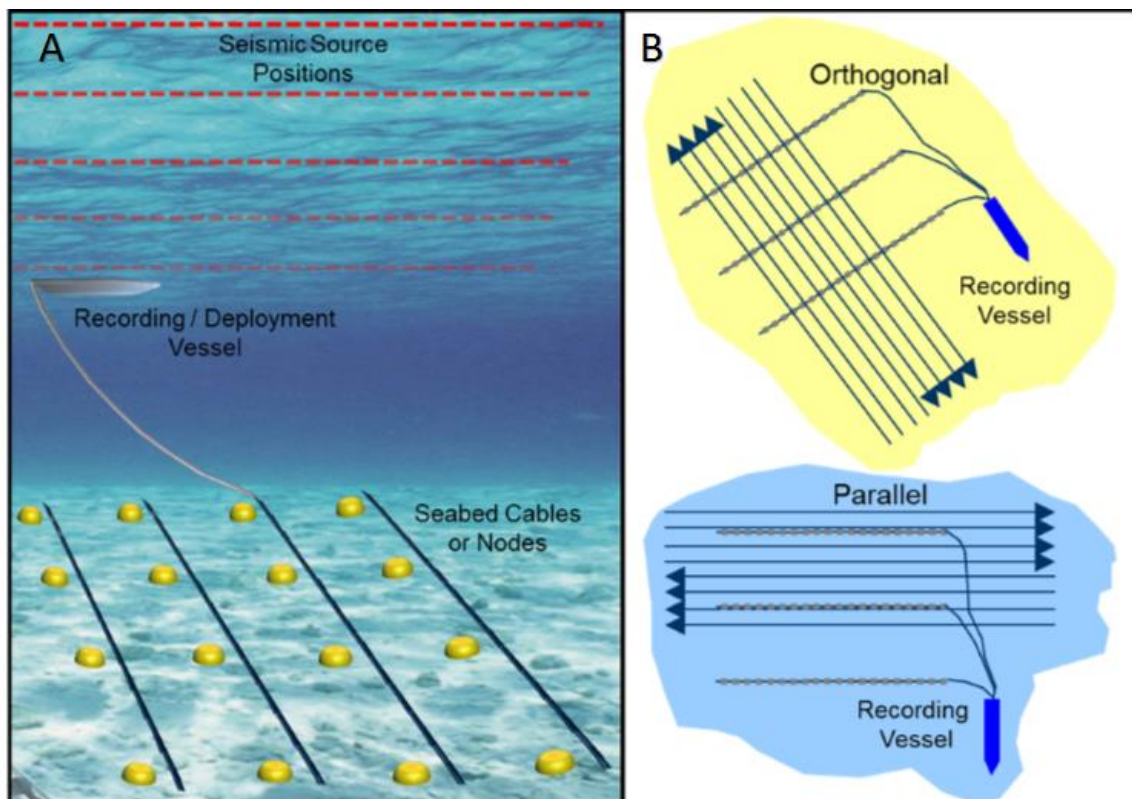 A
Seismic Source
Positions
Recording / Deployment
Vessel
Seabed Cables
or Nodes
B
Orthogonal
Recording
Vessel
Parallel
Recording
Vessel